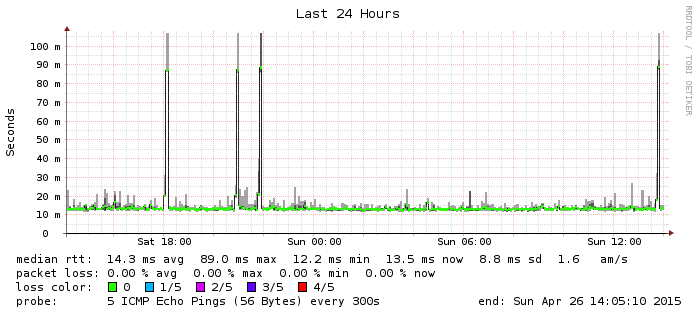 Last 24 Hours
RRDTOOL / TOBI OETIKER
Seconds
100 m
90 m
80 m
70 m
60 m
50 m
40 m
30 m
20 m
10 m
0
Sat 18:00 Sun 00:00 Sun 06:00 Sun 12:00
median rtt: 14.3 ms avg 89.0 ms max 12.2 ms min 13.5 ms now 8.8 ms sd 1.6 am/s
packet loss: 0.00 % avg 0.00 % max 0.00 % min 0.00 % now
loss color: 0 1/5 2/5 3/5 4/5
probe: 5 ICMP Echo Pings (56 Bytes) every 300s end: Sun Apr 26 14:05:10 2015